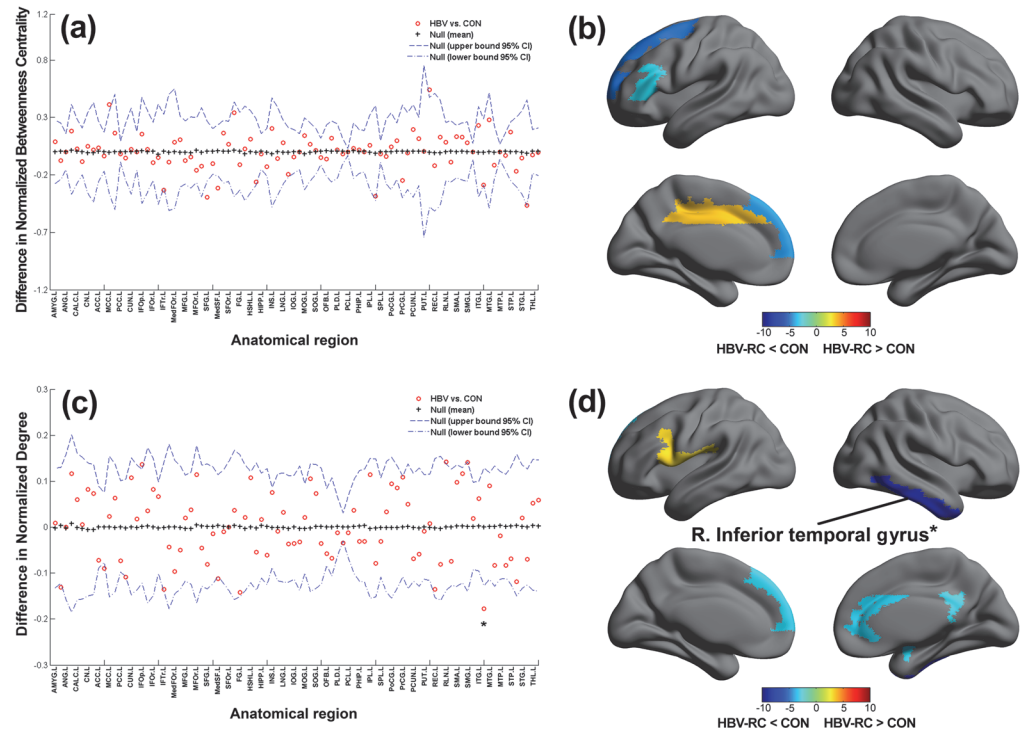 (a)
1.2
0.8
0.3
-0.2
-0.7
-1.2
Difference in Normalized Betweenness Centrality
HBV vs. CON
Null (mean)
Null (upper bound 95% CI)
Null (lower bound 95% CI)
AMYG.L
ANG.L
CALC.L
CN.L
ACC.L
MCC.L
PCC.L
CUN.L
IFOp.L
IFOr.L
IFTr.L
MedFOr.L
MFG.L
MFOr.L
SFG.L
MedSF.L
SFOr.L
FG.L
HSHL.L
HIPP.L
INS.L
LNG.L
IOG.L
MOG.L
SOG.L
OFB.L
PLD.L
PCL.L
PHIP.L
IPL.L
SPL.L
PoCG.L
PrCG.L
PCUN.L
PUT.L
REC.L
RLN.L
SMA.L
SMG.L
ITG.L
MTG.L
MTP.L
STP.L
STG.L
THL.L
Anatomical region
(b)
-10 -5 0 5 10
HBV-RC < CON HBV-RC > CON
(c)
0.3
0.2
0.1
0
-0.1
-0.2
-0.3
Difference in Normalized Degree
HBV vs. CON
Null (mean)
Null (upper bound 95% CI)
Null (lower bound 95% CI)
*
AMYG.L
ANG.L
CALC.L
CN.L
ACC.L
MCC.L
PCC.L
CUN.L
IFOp.L
IFOr.L
IFTr.L
MedFOr.L
MFG.L
MFOr.L
SFG.L
MedSF.L
SFOr.L
FG.L
HSHL.L
HIPP.L
INS.L
LNG.L
IOG.L
MOG.L
SOG.L
OFB.L
PLD.L
PCL.L
PHIP.L
IPL.L
SPL.L
PoCG.L
PrCG.L
PCUN.L
PUT.L
REC.L
RLN.L
SMA.L
SMG.L
ITG.L
MTG.L
MTP.L
STP.L
STG.L
THL.L
Anatomical region
(d)
R. Inferior temporal gyrus*
-10 -5 0 5 10
HBV-RC < CON HBV-RC > CON